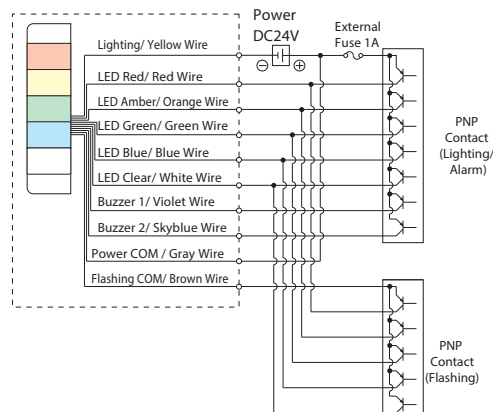 Power
DC24V
External
Fuse 1A
Lighting/ Yellow Wire
LED Red/ Red Wire
LED Amber/ Orange Wire
LED Green/ Green Wire
LED Blue/ Blue Wire
LED Clear/ White Wire
Buzzer 1/ Violet Wire
Buzzer 2/ Skyblue Wire
Power COM / Gray Wire
Flashing COM/ Brown Wire
PNP
Contact
(Lighting/
Alarm)
PNP
Contact
(Flashing)